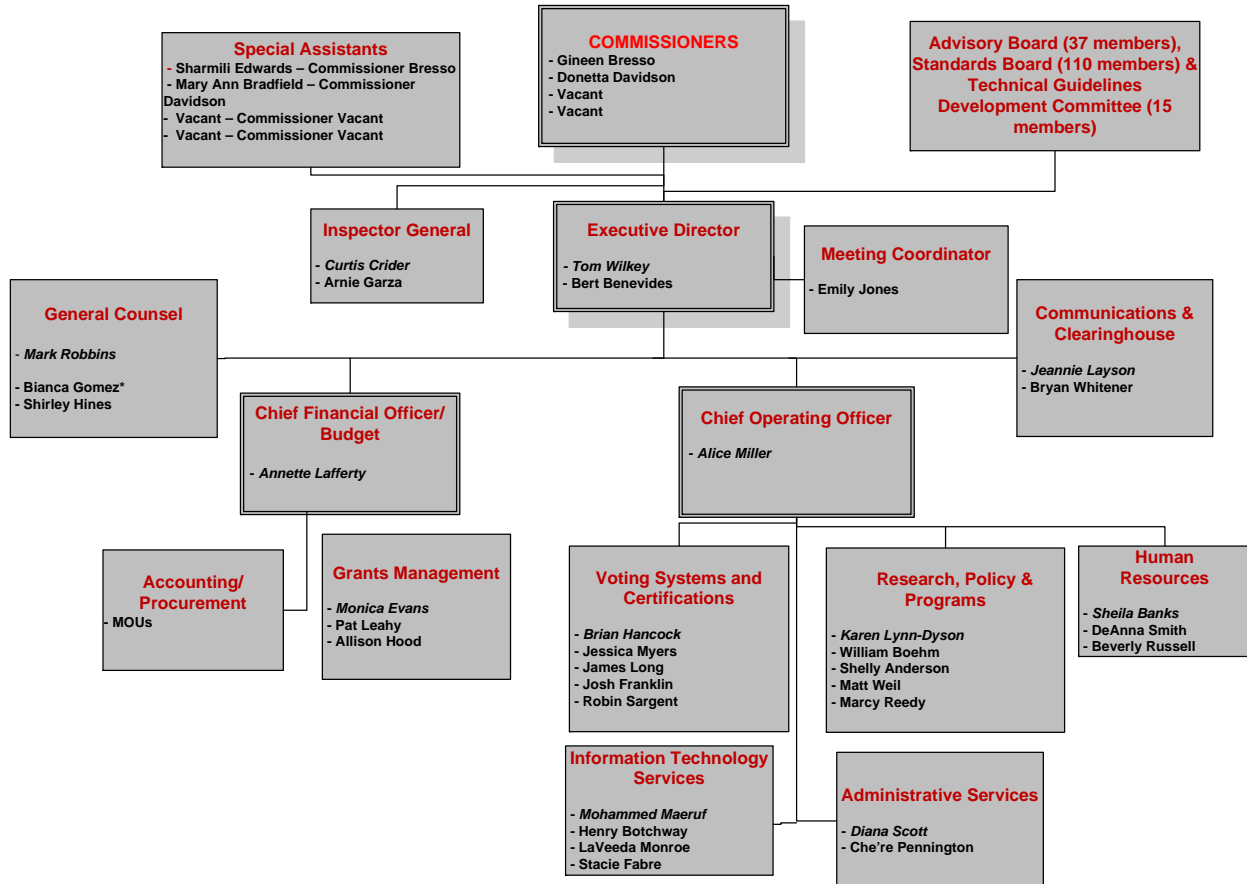 Special Assistants
- Sharmili Edwards – Commissioner Bresso
- Mary Ann Bradfield – Commissioner
Davidson
- Vacant – Commissioner Vacant
- Vacant – Commissioner Vacant
COMMISSIONERS
- Gineen Bresso
- Donetta Davidson
- Vacant
- Vacant
Advisory Board (37 members),
Standards Board (110 members) &
Technical Guidelines
Development Committee (15
members)
Inspector General
- Curtis Crider
- Arnie Garza
Executive Director
- Tom Wilkey
- Bert Benevides
Meeting Coordinator
- Emily Jones
General Counsel
- Mark Robbins
- Bianca Gomez*
- Shirley Hines
Communications &
Clearinghouse
- Jeannie Layson
- Bryan Whitener
Chief Financial Officer/
Budget
- Annette Lafferty
Chief Operating Officer
- Alice Miller
Accounting/
Procurement
- MOUs
Grants Management
- Monica Evans
- Pat Leahy
- Allison Hood
Voting Systems and
Certifications
- Brian Hancock
- Jessica Myers
- James Long
- Josh Franklin
- Robin Sargent
Research, Policy &
Programs
- Karen Lynn-Dyson
- William Boehm
- Shelly Anderson
- Matt Weil
- Marcy Reedy
Human
Resources
- Sheila Banks
- DeAnna Smith
- Beverly Russell
Information Technology
Services
- Mohammed Maeruf
- Henry Botchway
- LaVeeda Monroe
- Stacie Fabre
Administrative Services
- Diana Scott
- Che're Pennington